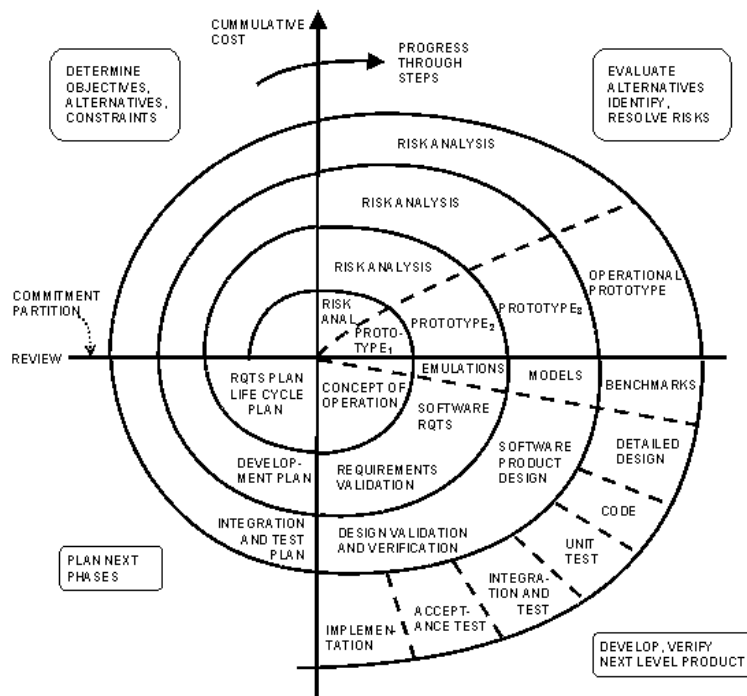 CUMMULATIVE
COST
PROGRESS
THROUGH
STEPS
DETERMINE
OBJECTIVES,
ALTERNATIVES,
CONSTRAINTS
EVALUATE
ALTERNATIVES
IDENTIFY,
RESOLVE RISKS
RISK ANALYSIS
RISK ANALYSIS
RISK ANALYSIS
RISK
ANAL
PROTO-
TYPE1
PROTOTYPE2
PROTOTYPE3
OPERATIONAL
PROTOTYPE
COMMITMENT
PARTITION
REVIEW
EMULATIONS
MODELS
BENCHMARKS
RQTS PLAN
LIFE CYCLE
PLAN
CONCEPT OF
OPERATION
SOFTWARE
RQTS
SOFTWARE
PRODUCT
DESIGN
DETAILED
DESIGN
DEVELOP-
MENT PLAN
REQUIREMENTS
VALIDATION
CODE
INTEGRATION
AND TEST
PLAN
DESIGN VALIDATION
AND VERIFICATION
UNIT
TEST
PLAN NEXT
PHASES
INTEGRA-
TION AND
TEST
ACCEPT-
ANCE TEST
IMPLEMEN-
TATION
DEVELOP, VERIFY
NEXT LEVEL PRODUCT